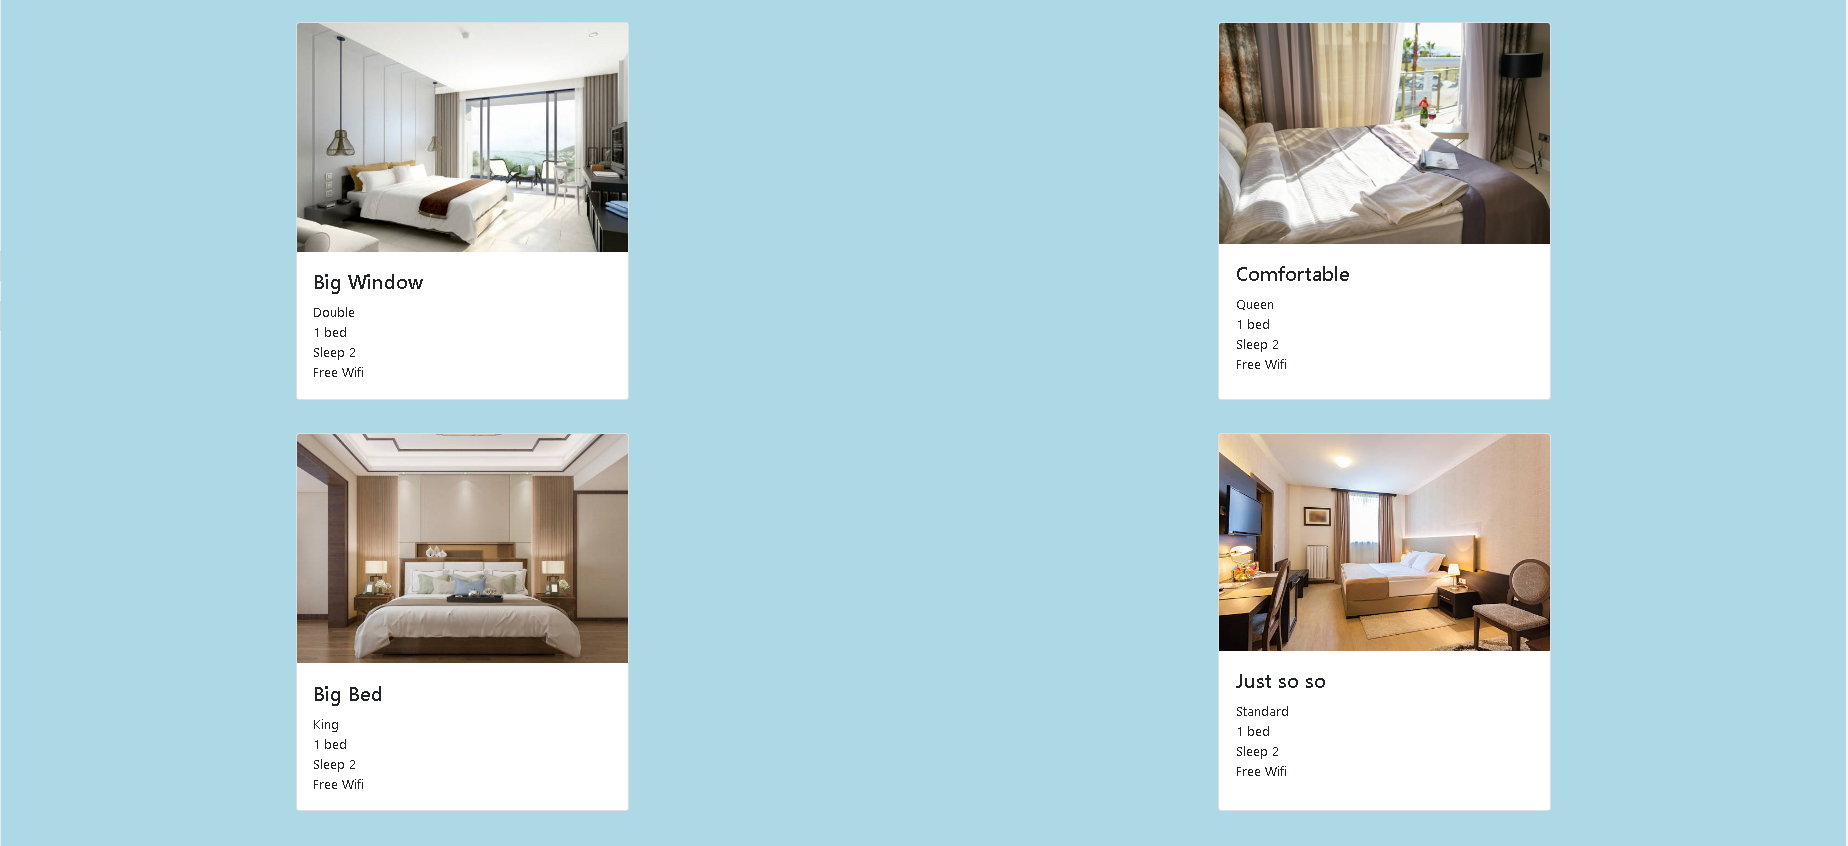 Big Window
Double
1 bed
Sleep 2
Free Wifi
Comfortable
Queen
1 bed
Sleep 2
Free Wifi
Big Bed
King
1 bed
Sleep 2
Free Wifi
Just so so
Standard
1 bed
Sleep 2
Free Wifi